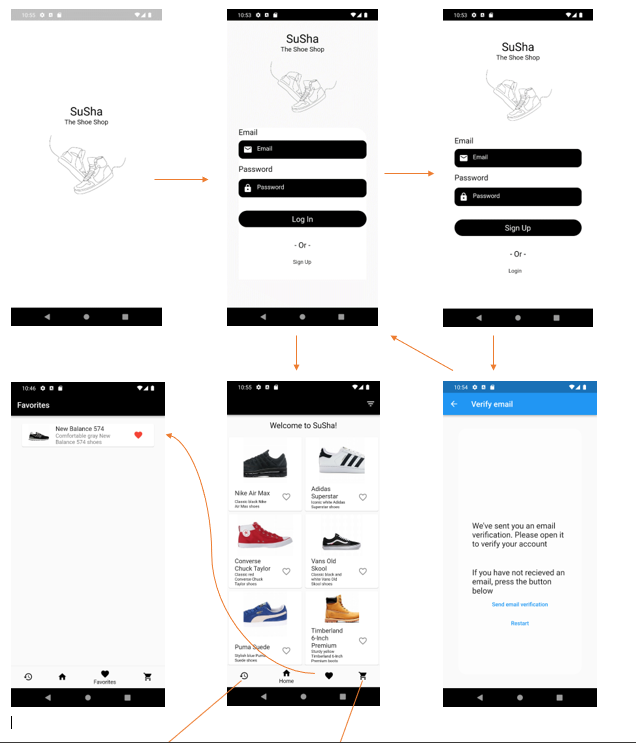 10:55
SuSha
The Shoe Shop
10:53
SuSha
The Shoe Shop
Email
Email
Password
Password
Log In
- Or -
Sign Up
10:53
SuSha
The Shoe Shop
Email
Email
Password
Password
Sign Up
- Or -
Login
10:46
Favorites
New Balance 574
Comfortable gray New
Balance 574 shoes
Favorites
10:55
Welcome to SuSha!
Nike Air Max
Classic black Nike
Air Max shoes
Adidas
Superstar
Iconic white Adidas
Superstar shoes
Converse
Chuck Taylor
Classic red
Converse Chuck
Taylor shoes
Vans Old
Skool
Classic black and
white Vans Old
Skool shoes
Puma Suede
Stylish blue Puma
Suede shoes
Timberland
6-Inch
Premium
Sturdy yellow
Timberland 6-Inch
Premium boots
Home
10:54
Verify email
We've sent you an email
verification. Please open it
to verify your account
If you have not recieved an
email, press the button
below
Send email verification
Restart